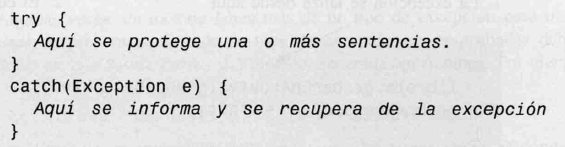 try {
Aquí se protege una o más sentencias.
}
catch(Exception e) {
Aquí se informa y se recupera de la excepción
}